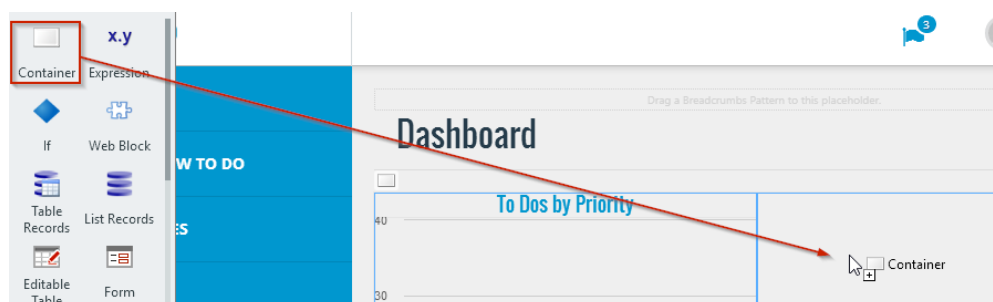 x.y
3
Container Expression
Drag a Breadcrumbs Pattern to this placeholder.
Dashboard
If Web Block
W TO DO
Table
Records
List Records
ES
To Dos by Priority
40
Container
Editable
Table
Form
30